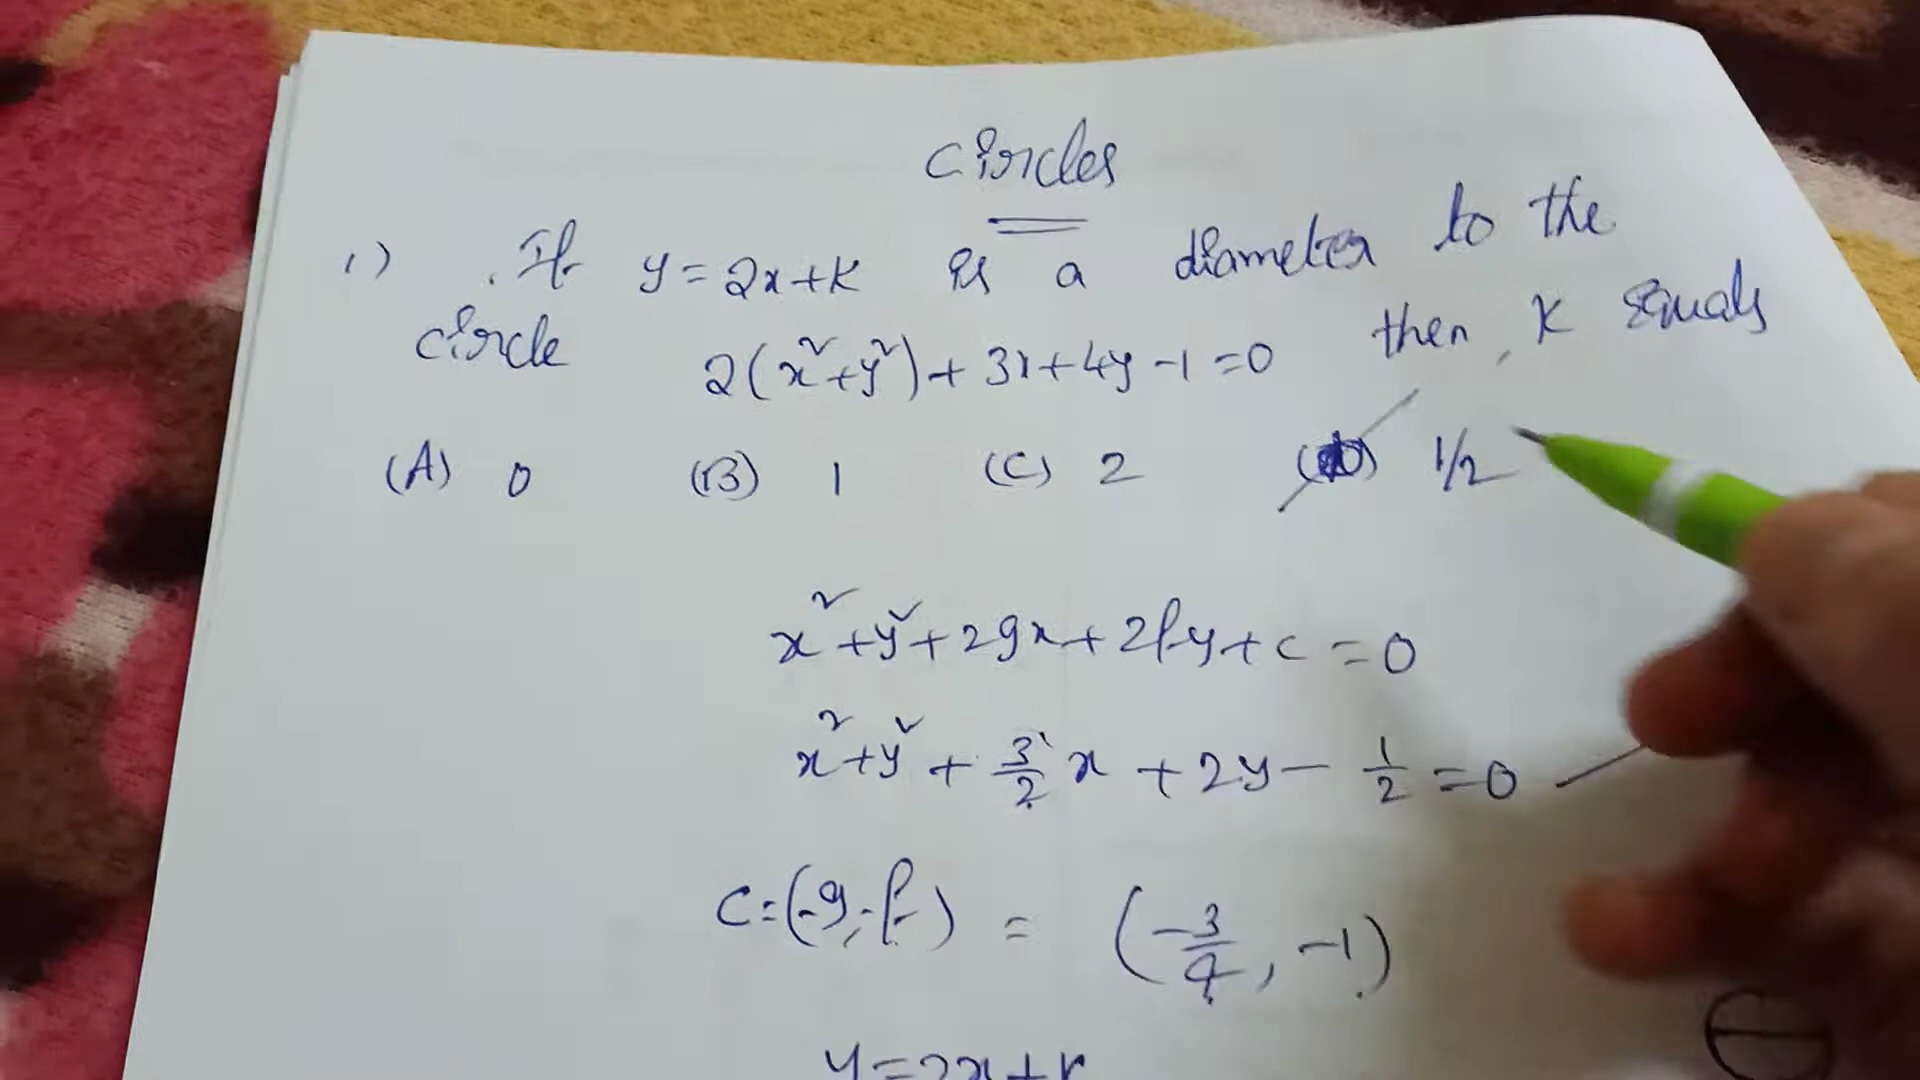 Circles
1) . If y=2x+k is a diameter to the
circle 2(x²+y²)+3x+4y-1=0 then, K equals
(A) 0 (B) 1 (C) 2 (D) 1/2
x²+y²+2gx+2fy+c=0
x²+y²+3/2 x+2y-1/2=0
C=(-g,-f) = (-3/4, -1)
y=2x+k